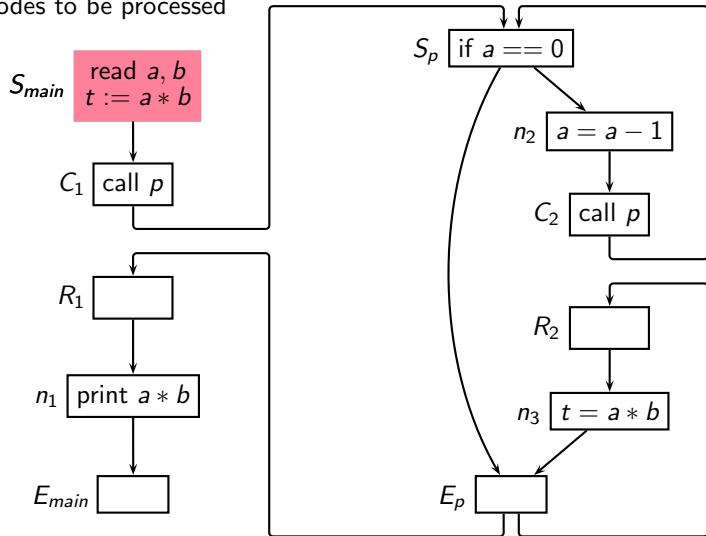 odes to be processed
S_main
read a, b
t := a * b
C_1
call p
R_1
n_1
print a * b
E_main
S_p
if a == 0
n_2
a = a − 1
C_2
call p
R_2
n_3
t = a * b
E_p